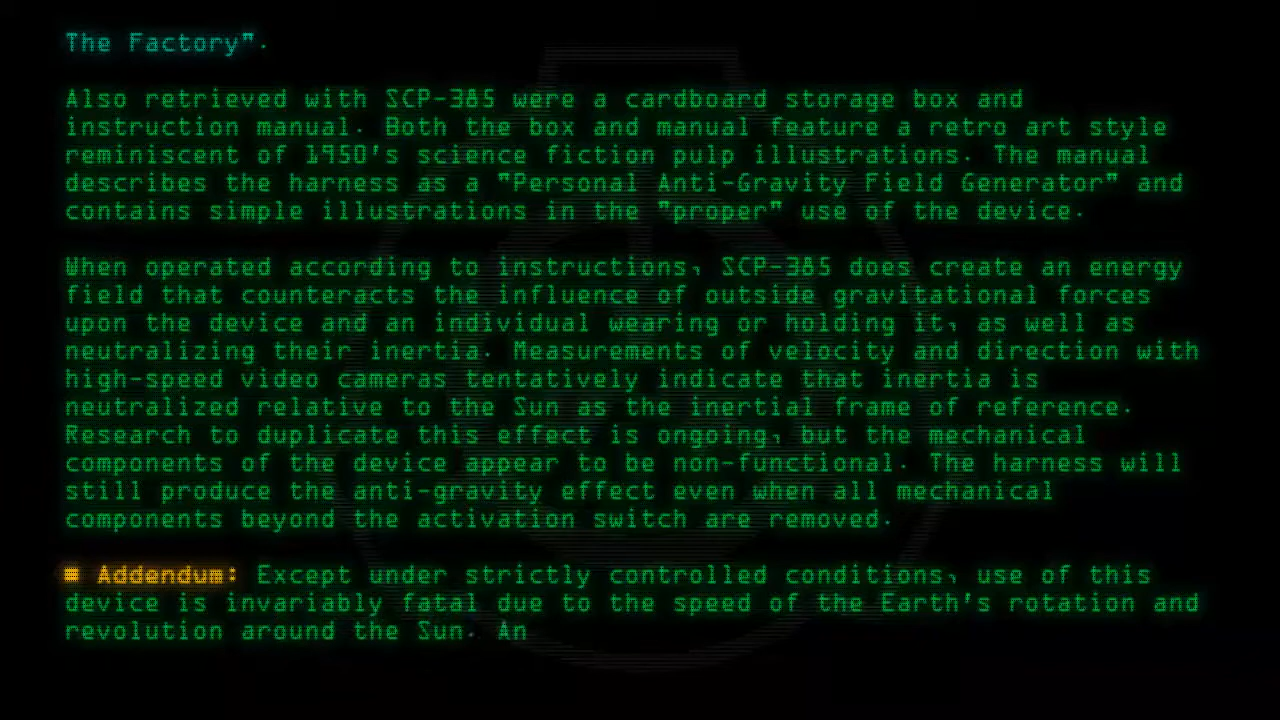 The Factory".
Also retrieved with SCP-385 were a cardboard storage box and
instruction manual. Both the box and manual feature a retro art style
reminiscent of 1950's science fiction pulp illustrations. The manual
describes the harness as a "Personal Anti-Gravity Field Generator" and
contains simple illustrations in the "proper" use of the device.
When operated according to instructions, SCP-385 does create an energy
field that counteracts the influence of outside gravitational forces
upon the device and an individual wearing or holding it, as well as
neutralizing their inertia. Measurements of velocity and direction with
high-speed video cameras tentatively indicate that inertia is
neutralized relative to the Sun as the inertial frame of reference.
Research to duplicate this effect is ongoing, but the mechanical
components of the device appear to be non-functional. The harness will
still produce the anti-gravity effect even when all mechanical
components beyond the activation switch are removed.
■ Addendum: Except under strictly controlled conditions, use of this
device is invariably fatal due to the speed of the Earth's rotation and
revolution around the Sun. An